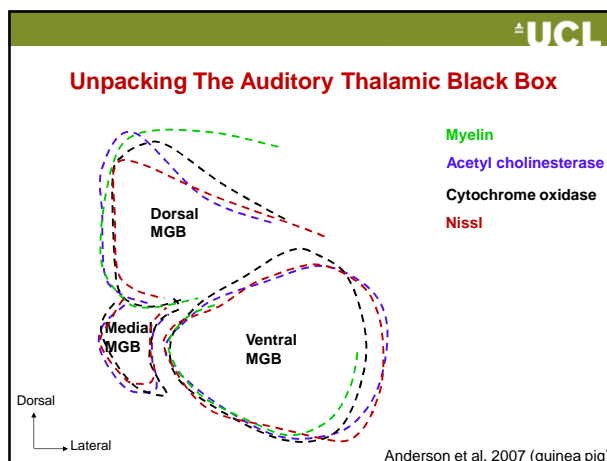 UCL
Unpacking The Auditory Thalamic Black Box
Myelin
Acetyl cholinesterase
Cytochrome oxidase
Nissl
Dorsal
MGB
Medial
MGB
Ventral
MGB
Dorsal
Lateral
Anderson et al. 2007 (guinea pig)